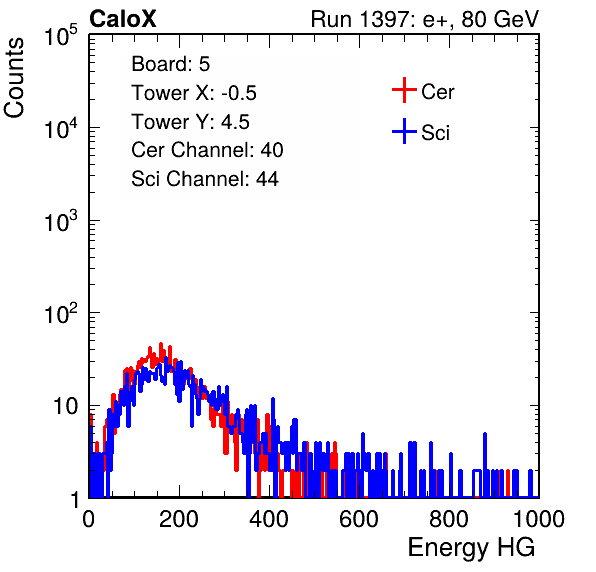 CaloX Run 1397: e+, 80 GeV
Counts
Board: 5
Tower X: -0.5
Tower Y: 4.5
Cer Channel: 40
Sci Channel: 44
Cer
Sci
10^5
10^4
10^3
10^2
10
1
0 200 400 600 800 1000
Energy HG